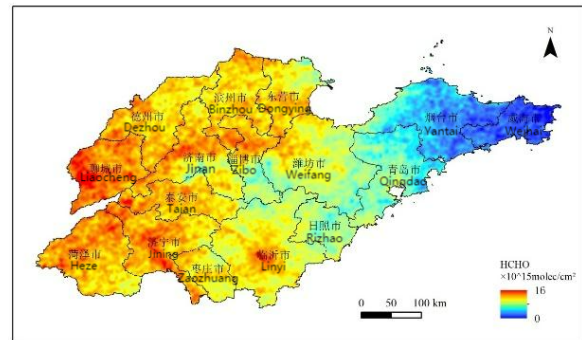 N
滨州市
Binzhou
东营市
Dongying
德州市
Dezhou
烟台市
Yantai
威海市
Weihai
聊城市
Liaocheng
济南市
Jinan
淄博市
Zibo
潍坊市
Weifang
青岛市
Qingdao
泰安市
Taian
日照市
Rizhao
菏泽市
Heze
济宁市
Jining
临沂市
Linyi
枣庄市
Zaozhuang
HCHO
×10^15molec/cm²
16
0
0 50 100 km